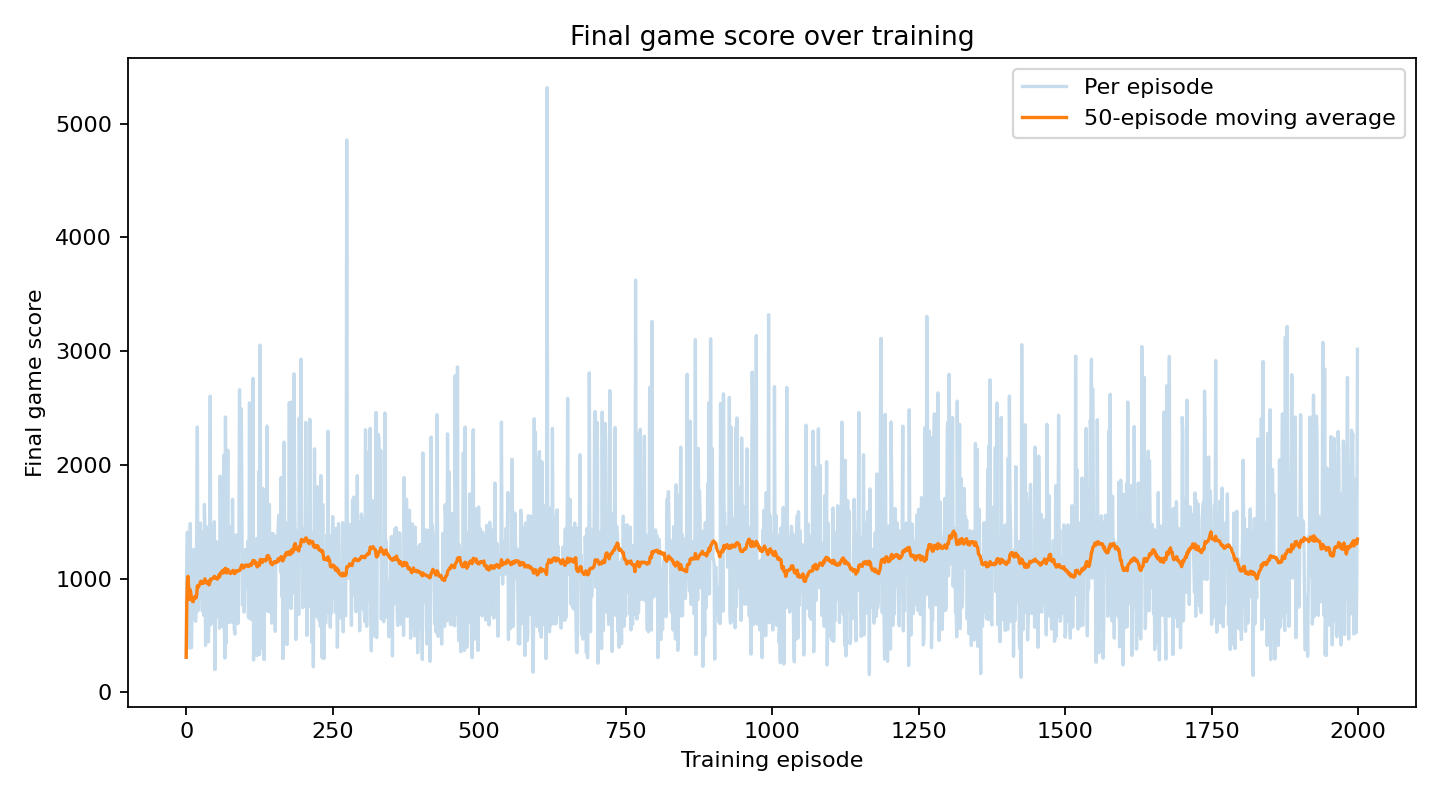 Final game score over training
Per episode
50-episode moving average
5000
4000
3000
2000
1000
0
Final game score
0 250 500 750 1000 1250 1500 1750 2000
Training episode